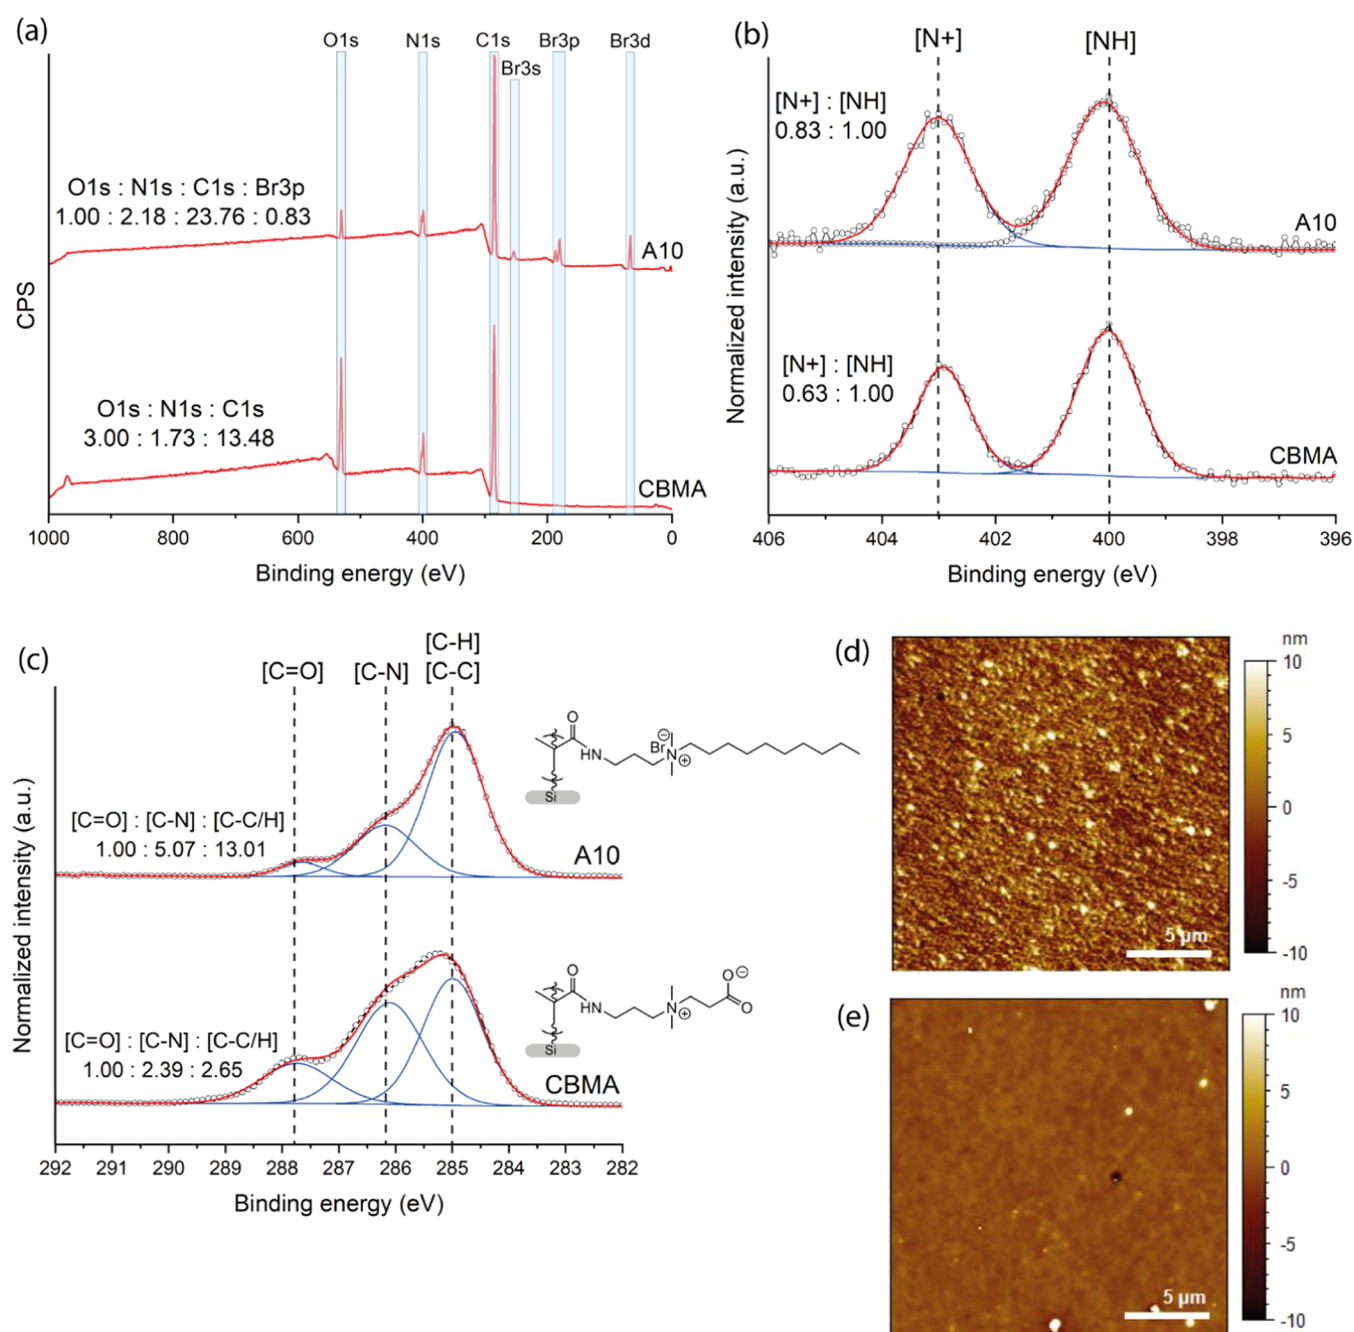 (a)
O1s
N1s
C1s
Br3p
Br3d
Br3s
O1s : N1s : C1s : Br3p
1.00 : 2.18 : 23.76 : 0.83
A10
O1s : N1s : C1s
3.00 : 1.73 : 13.48
CBMA
CPS
1000
800
600
400
200
0
Binding energy (eV)
(b)
[N+]
[NH]
[N+] : [NH]
0.83 : 1.00
A10
[N+] : [NH]
0.63 : 1.00
CBMA
Normalized intensity (a.u.)
406
404
402
400
398
396
Binding energy (eV)
(c)
[C=O]
[C-N]
[C-H]
[C-C]
[C=O] : [C-N] : [C-C/H]
1.00 : 5.07 : 13.01
A10
O
HN
Br⊖
N
⊕
Si
[C=O] : [C-N] : [C-C/H]
1.00 : 2.39 : 2.65
CBMA
O
HN
N
⊕
O⊖
O
Si
Normalized intensity (a.u.)
292
291
290
289
288
287
286
285
284
283
282
Binding energy (eV)
(d)
5 µm
nm
10
5
0
-5
-10
(e)
5 µm
nm
10
5
0
-5
-10